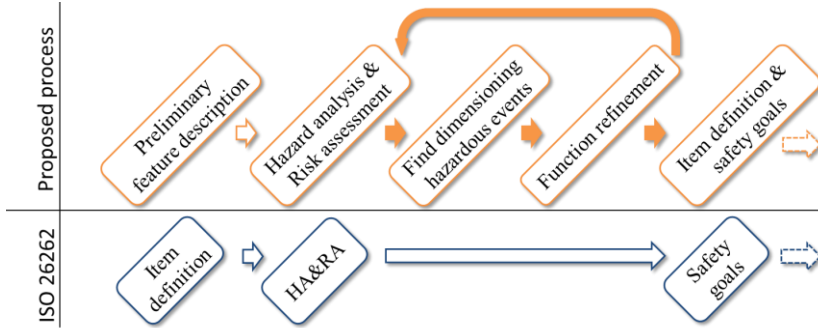 Proposed process
Preliminary
feature description
Hazard analysis &
Risk assessment
Find dimensioning
hazardous events
Function refinement
Item definition &
safety goals
ISO 26262
Item
definition
HA&RA
Safety
goals